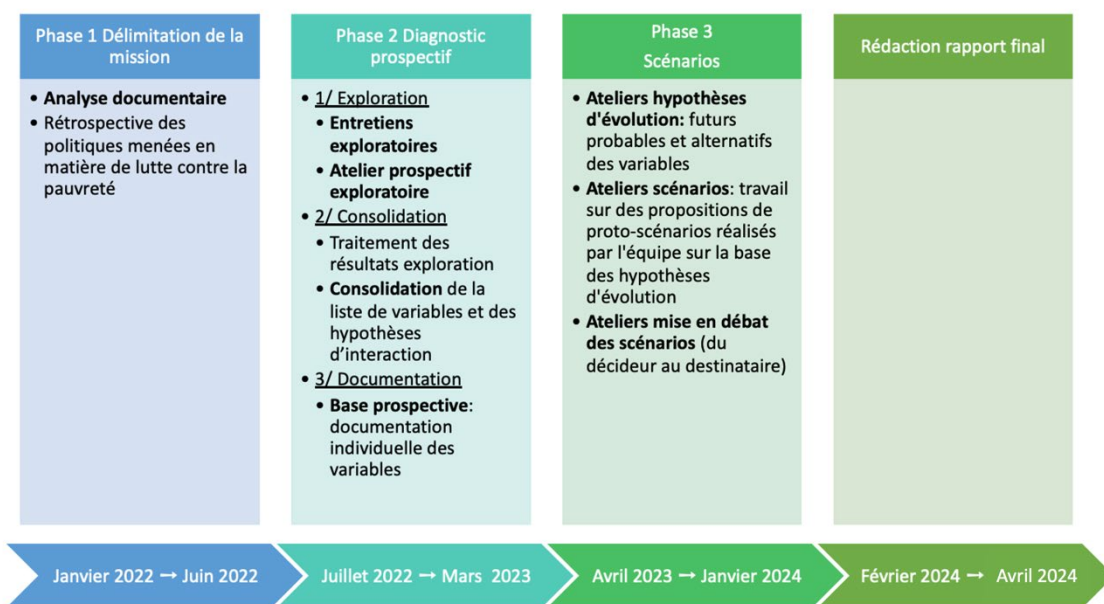 Phase 1 Délimitation de la
mission
• Analyse documentaire
• Rétrospective des
politiques menées en
matière de lutte contre la
pauvreté
Phase 2 Diagnostic
prospectif
• 1/ Exploration
• Entretiens
exploratoires
• Atelier prospectif
exploratoire
• 2/ Consolidation
• Traitement des
résultats exploration
• Consolidation de la
liste de variables et des
hypothèses
d’interaction
• 3/ Documentation
• Base prospective:
documentation
individuelle des
variables
Phase 3
Scénarios
• Ateliers hypothèses
d'évolution: futurs
probables et alternatifs
des variables
• Ateliers scénarios: travail
sur des propositions de
proto-scénarios réalisés
par l'équipe sur la base
des hypothèses
d'évolution
• Ateliers mise en débat
des scénarios (du
décideur au destinataire)
Rédaction rapport final
Janvier 2022 → Juin 2022
Juillet 2022 → Mars 2023
Avril 2023 → Janvier 2024
Février 2024 → Avril 2024